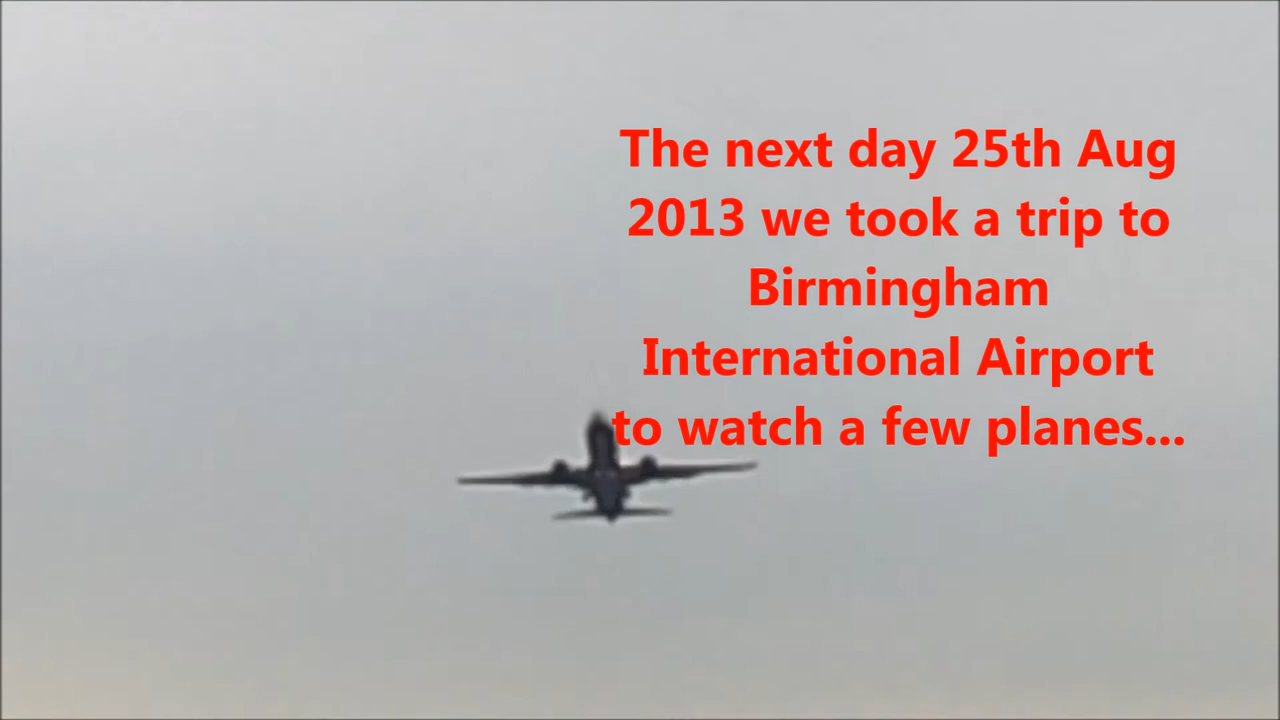 The next day 25th Aug
2013 we took a trip to
Birmingham
International Airport
to watch a few planes...